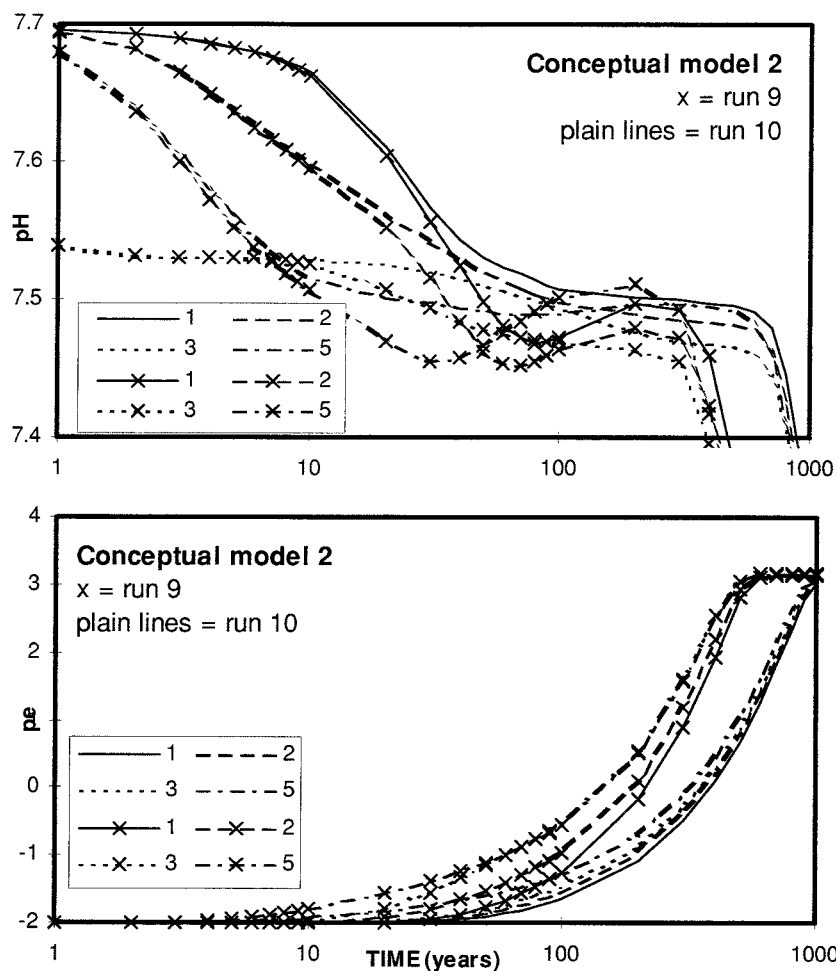 7.7
Conceptual model 2
x = run 9
plain lines = run 10
7.6
pH
7.5
1 2
3 5
1 2
3 5
7.4
1 10 100 1000
4
Conceptual model 2
x = run 9
plain lines = run 10
3
2
1
pe
0
1 2
3 5
1 2
3 5
-1
-2
1 10 100 1000
TIME (years)